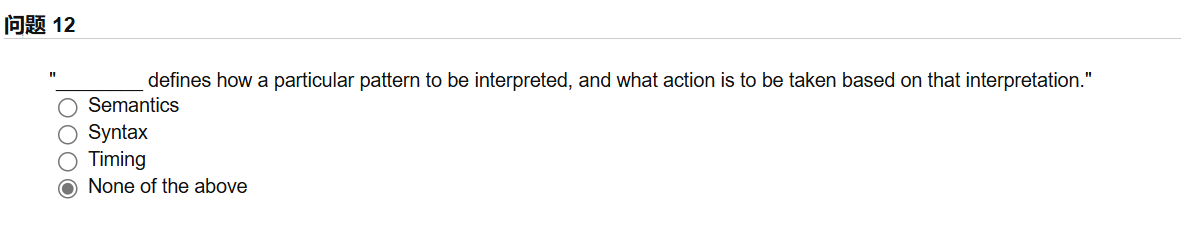 问题 12
"________ defines how a particular pattern to be interpreted, and what action is to be taken based on that interpretation."
Semantics
Syntax
Timing
None of the above